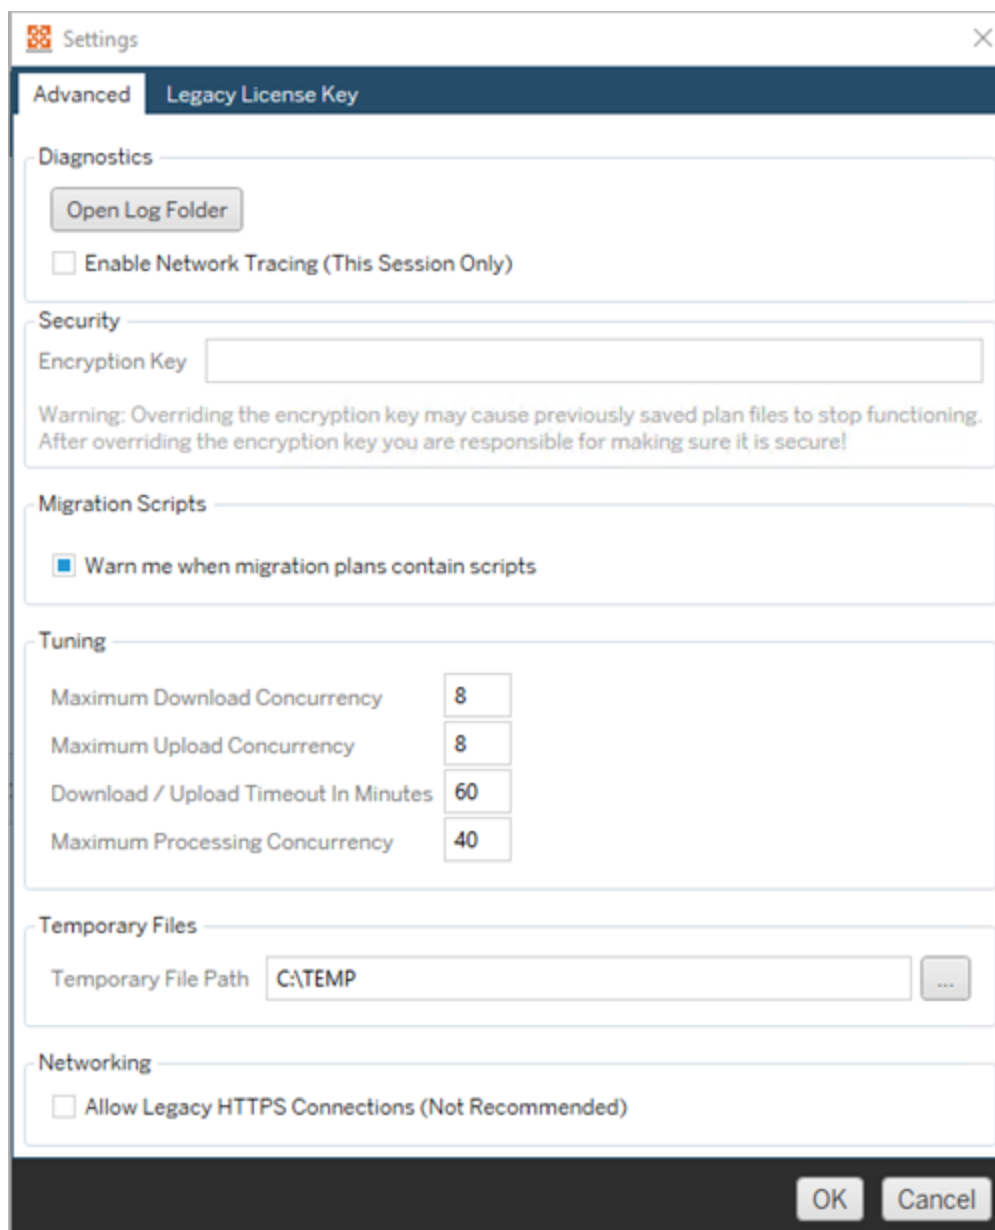 Settings
Advanced
Legacy License Key
Diagnostics
Open Log Folder
Enable Network Tracing (This Session Only)
Security
Encryption Key
Warning: Overriding the encryption key may cause previously saved plan files to stop functioning.
After overriding the encryption key you are responsible for making sure it is secure!
Migration Scripts
Warn me when migration plans contain scripts
Tuning
Maximum Download Concurrency 8
Maximum Upload Concurrency 8
Download / Upload Timeout In Minutes 60
Maximum Processing Concurrency 40
Temporary Files
Temporary File Path C:\TEMP ...
Networking
Allow Legacy HTTPS Connections (Not Recommended)
OK Cancel